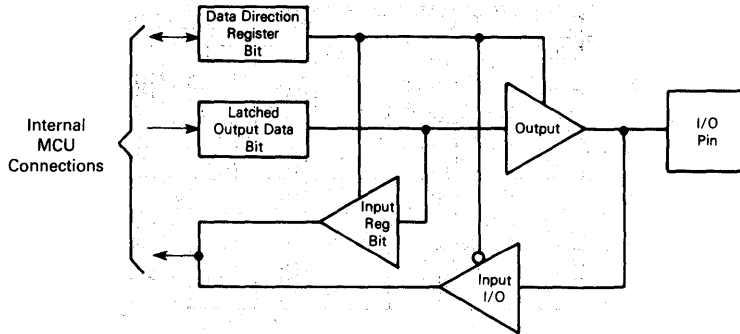 Data Direction
Register
Bit
Latched
Output Data
Bit
Internal
MCU
Connections
Output
I/O
Pin
Input
Reg
Bit
Input
I/O